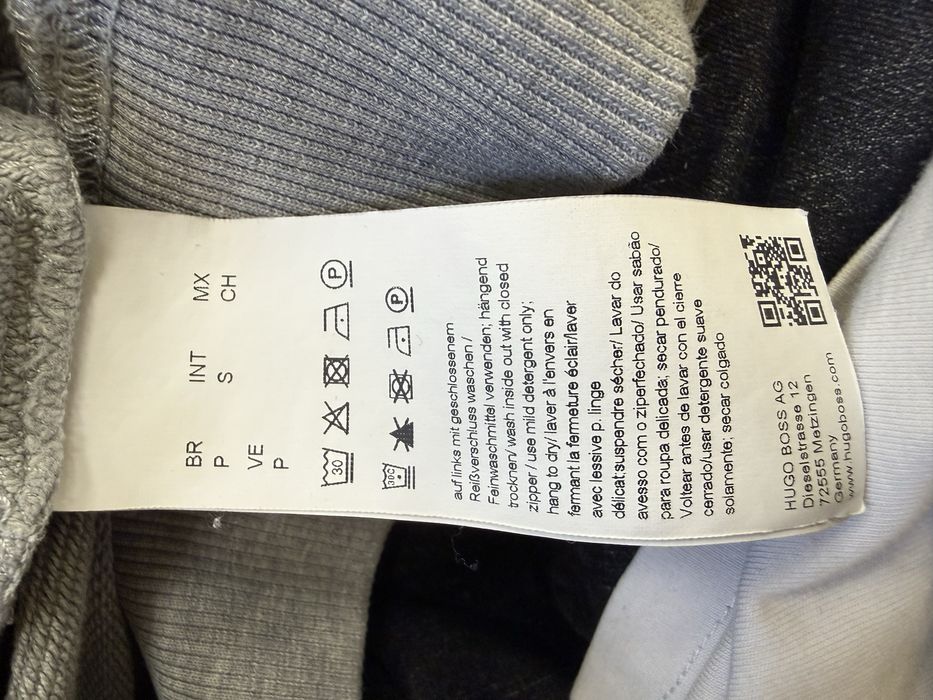 BR INT MX
P S CH
VE
P
30 P
30°C P
auf links mit geschlossenem
Reißverschluss waschen /
Feinwaschmittel verwenden; hängend
trocknen/ wash inside out with closed
zipper / use mild detergent only;
hang to dry/ laver à l'envers en
fermant la fermeture éclair/laver
avec lessive p. linge
délicat;suspendre sécher/ Lavar do
avesso com o ziperfechado/ Usar sabão
para roupa delicada; secar pendurado/
Voltear antes de lavar con el cierre
cerrado/usar detergente suave
solamente; secar colgado
HUGO BOSS AG
Dieselstrasse 12
72555 Metzingen
Germany
www.hugoboss.com